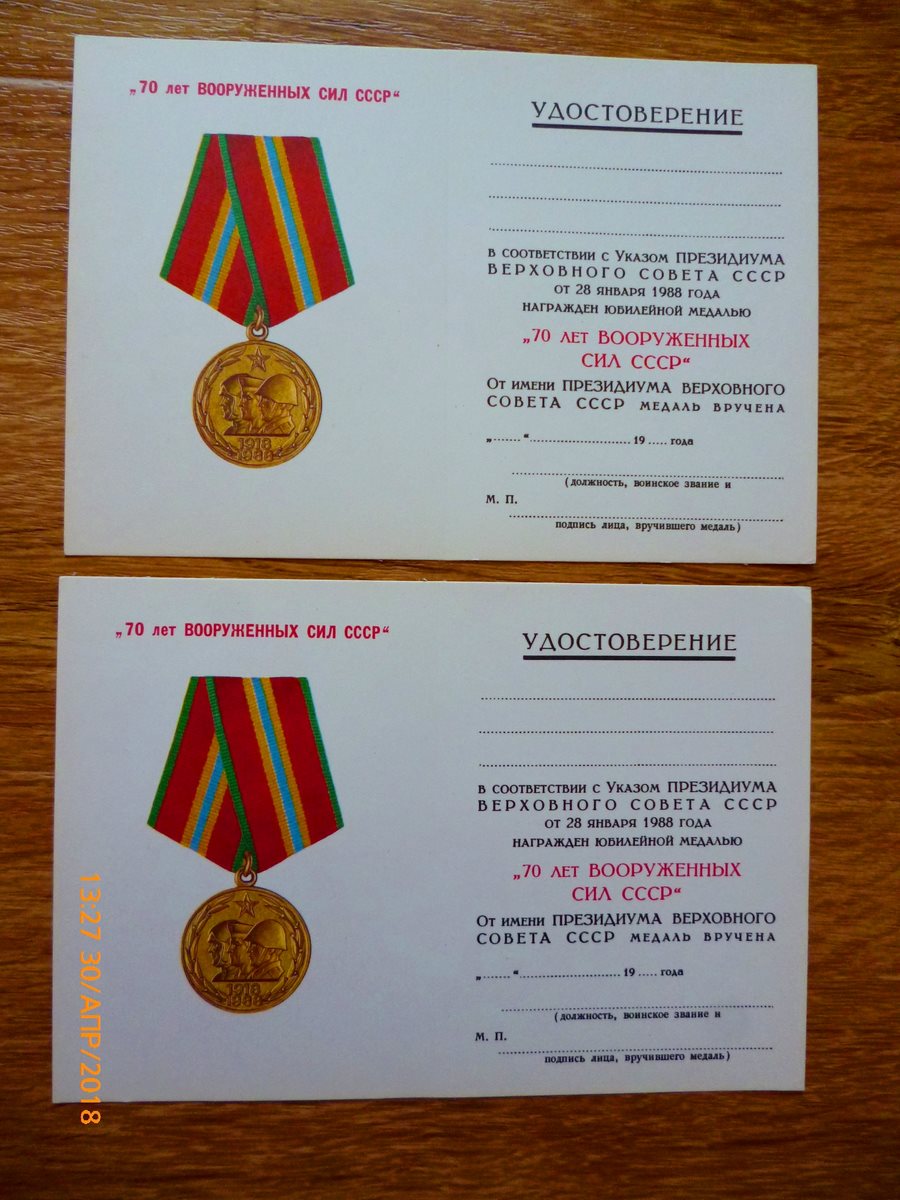 „70 лет ВООРУЖЕННЫХ СИЛ СССР“
1918
1988
УДОСТОВЕРЕНИЕ
в соответствии с Указом ПРЕЗИДИУМА
ВЕРХОВНОГО СОВЕТА СССР
от 28 января 1988 года
награжден юбилейной медалью
„70 лет ВООРУЖЕННЫХ
СИЛ СССР“
От имени ПРЕЗИДИУМА ВЕРХОВНОГО
СОВЕТА СССР медаль вручена
„.......“............................ 19 ..... года
(должность, воинское звание и
М. П.
подпись лица, вручившего медаль)
„70 лет ВООРУЖЕННЫХ СИЛ СССР“
1918
1988
УДОСТОВЕРЕНИЕ
в соответствии с Указом ПРЕЗИДИУМА
ВЕРХОВНОГО СОВЕТА СССР
от 28 января 1988 года
награжден юбилейной медалью
„70 лет ВООРУЖЕННЫХ
СИЛ СССР“
От имени ПРЕЗИДИУМА ВЕРХОВНОГО
СОВЕТА СССР медаль вручена
„.......“............................ 19 ..... года
(должность, воинское звание и
М. П.
подпись лица, вручившего медаль)
13:27 30/АПР/2018